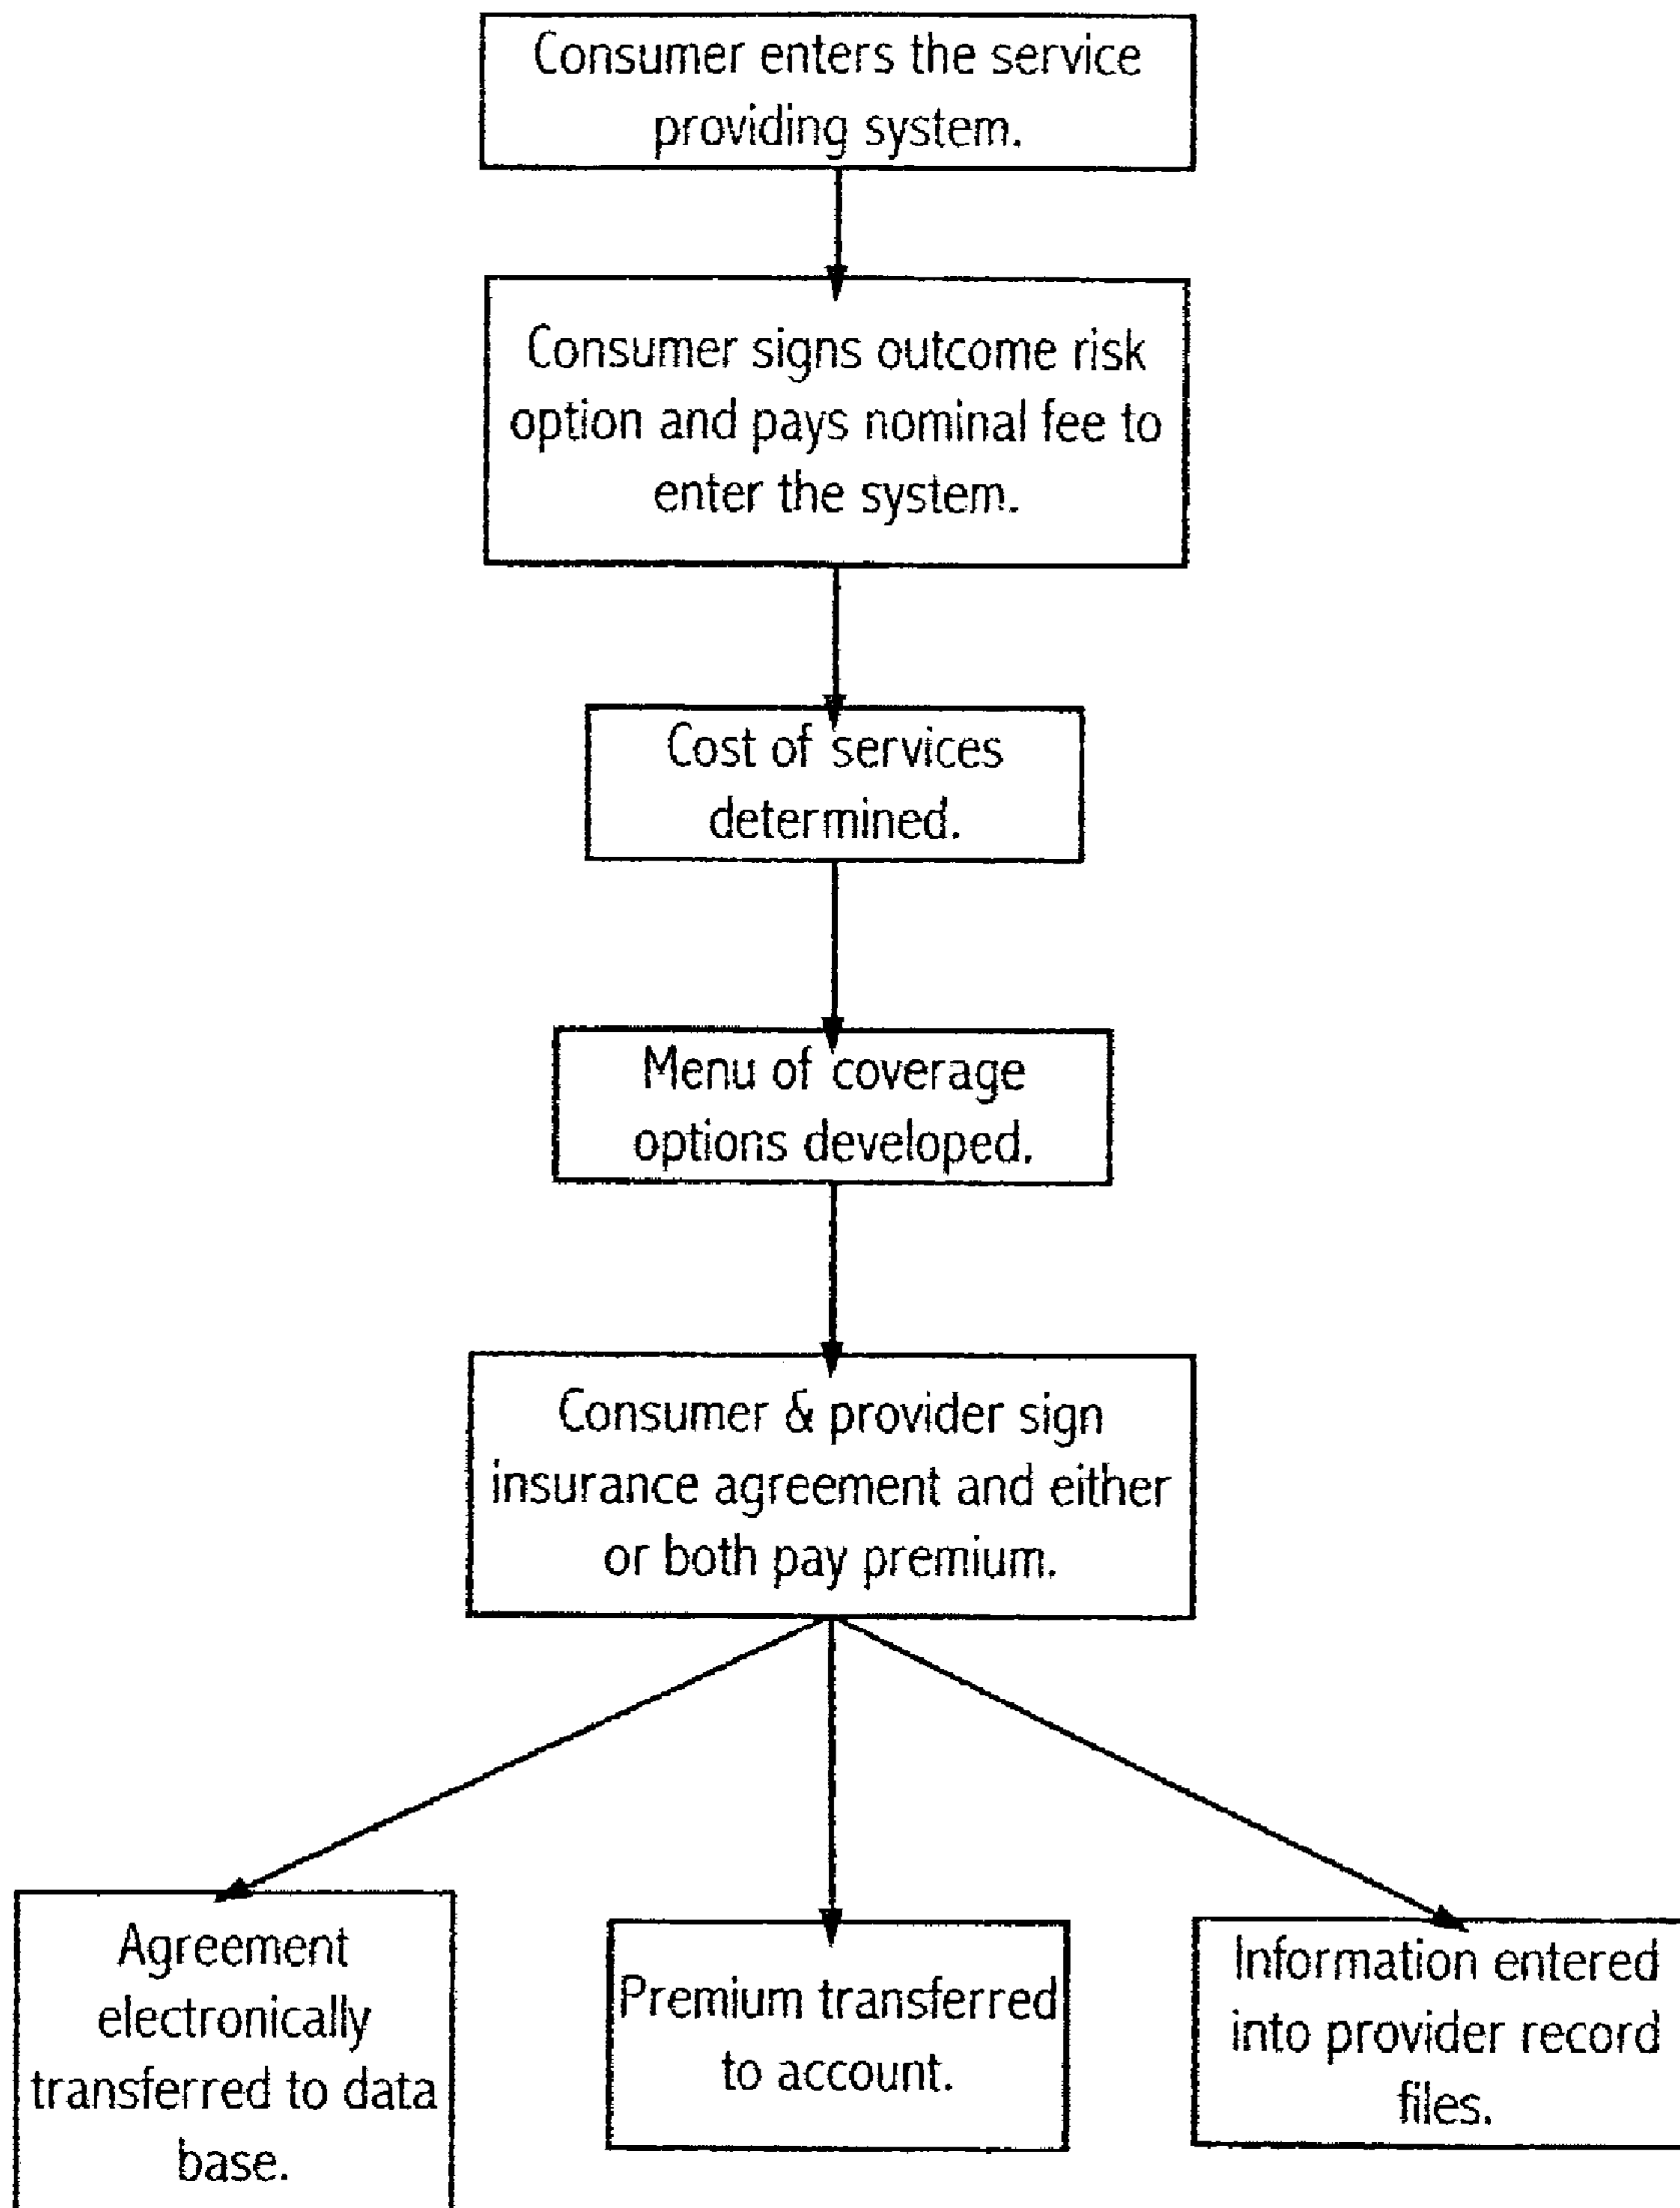 Consumer enters the service
providing system.
Consumer signs outcome risk
option and pays nominal fee to
enter the system.
Cost of services
determined.
Menu of coverage
options developed.
Consumer & provider sign
insurance agreement and either
or both pay premium.
Agreement
electronically
transferred to data
base.
Premium transferred
to account.
Information entered
into provider record
files.